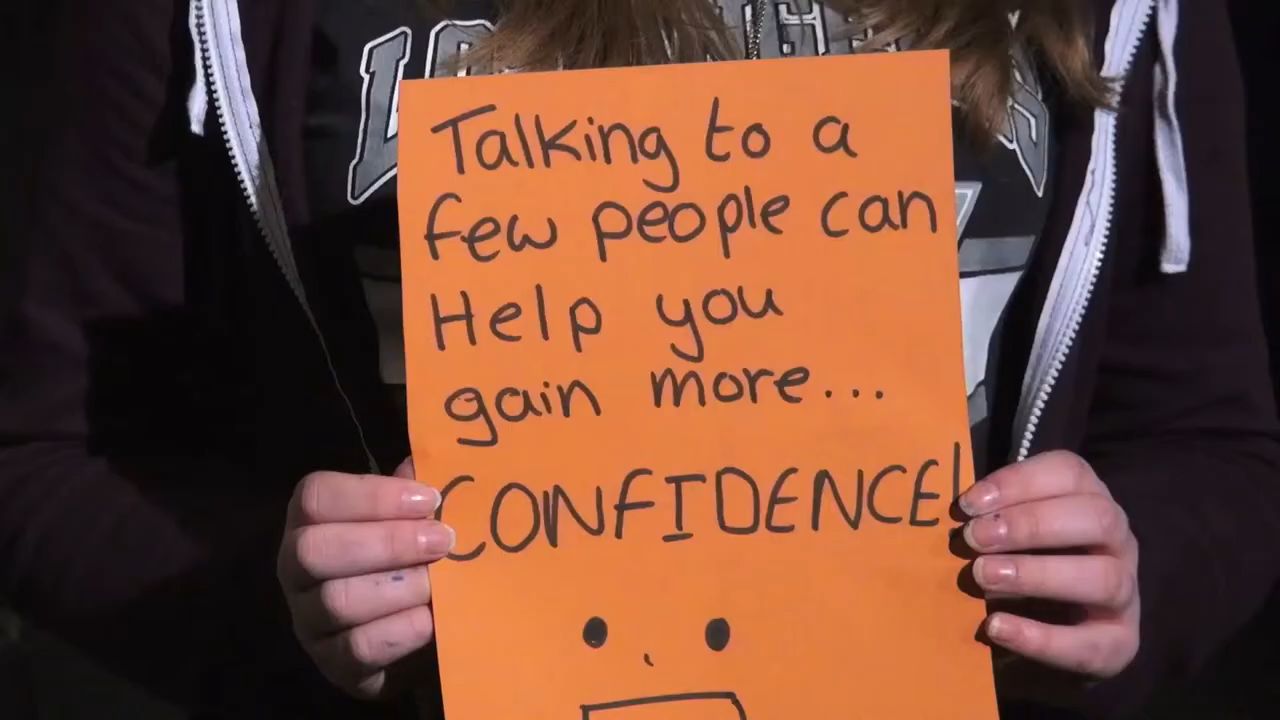 Talking to a
few people can
Help you
gain more...
CONFIDENCE!